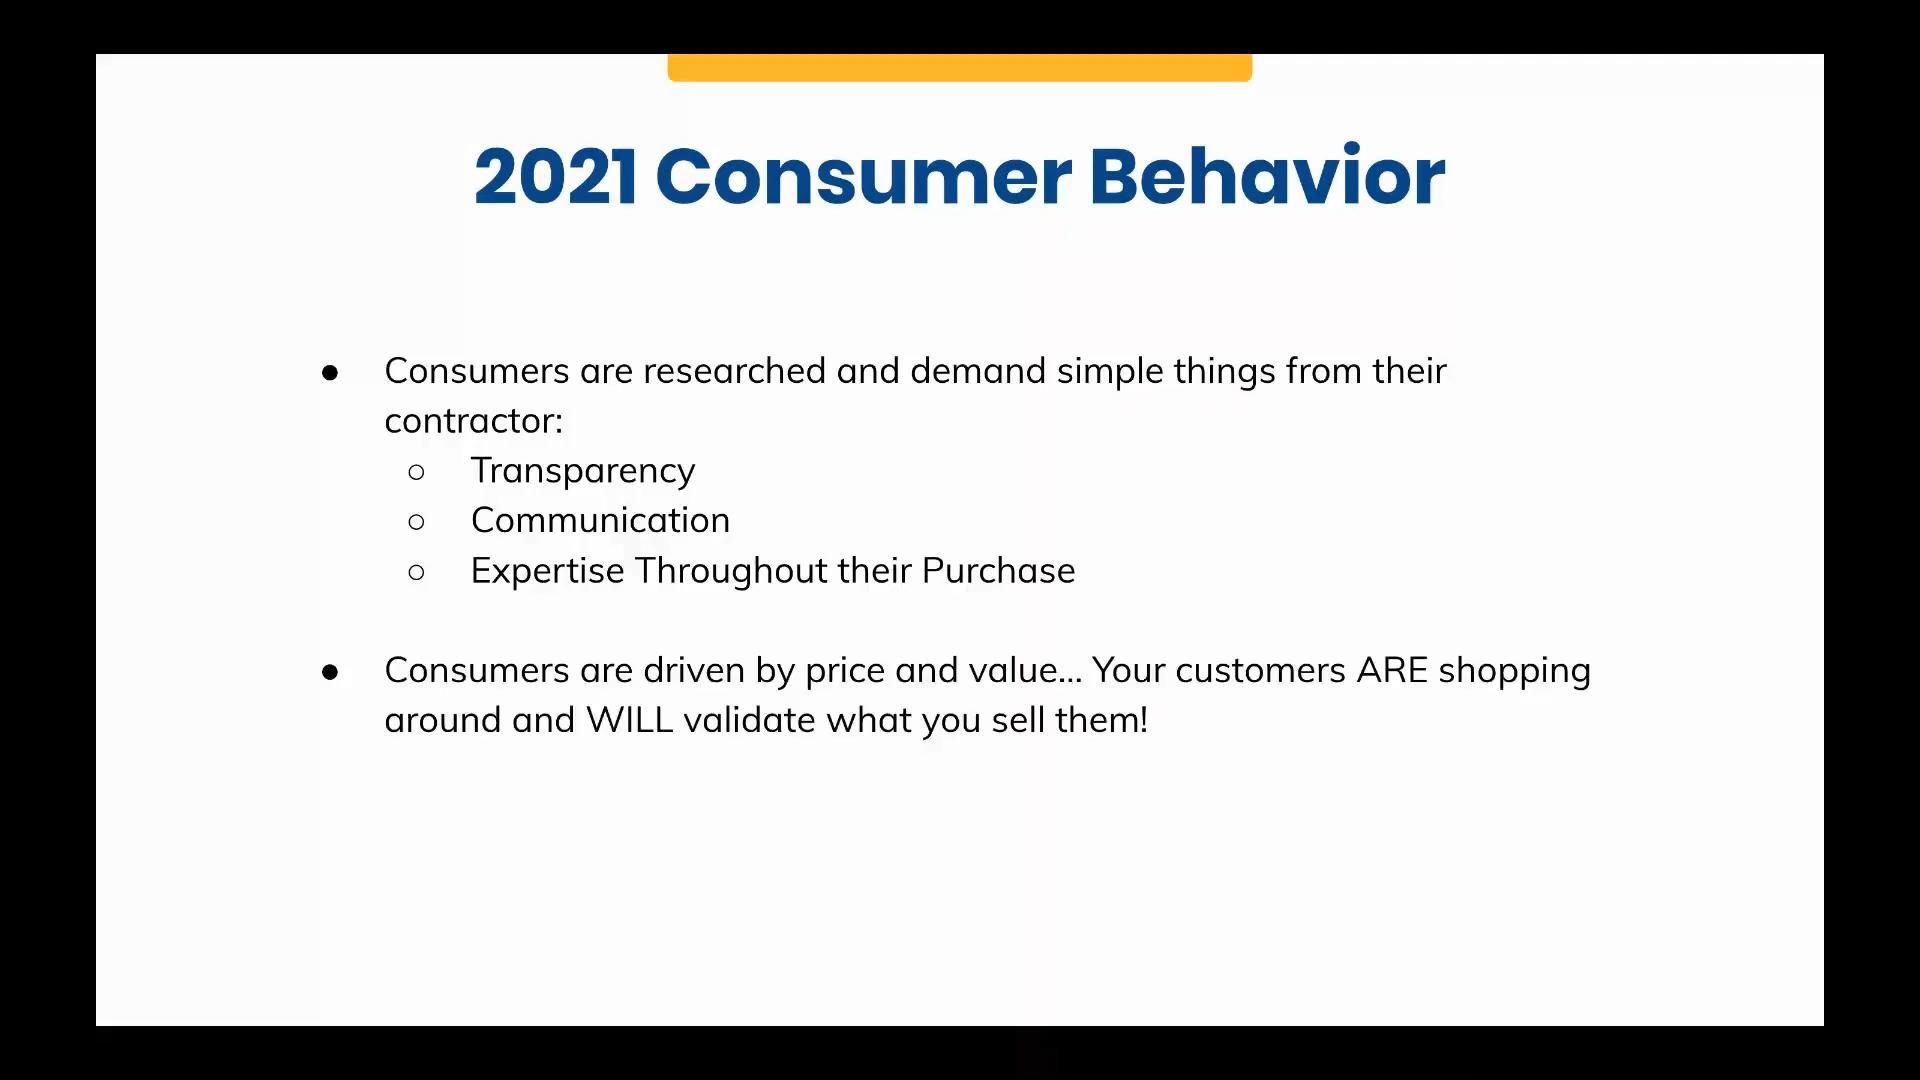 2021 Consumer Behavior
● Consumers are researched and demand simple things from their
contractor:
○ Transparency
○ Communication
○ Expertise Throughout their Purchase
● Consumers are driven by price and value... Your customers ARE shopping
around and WILL validate what you sell them!